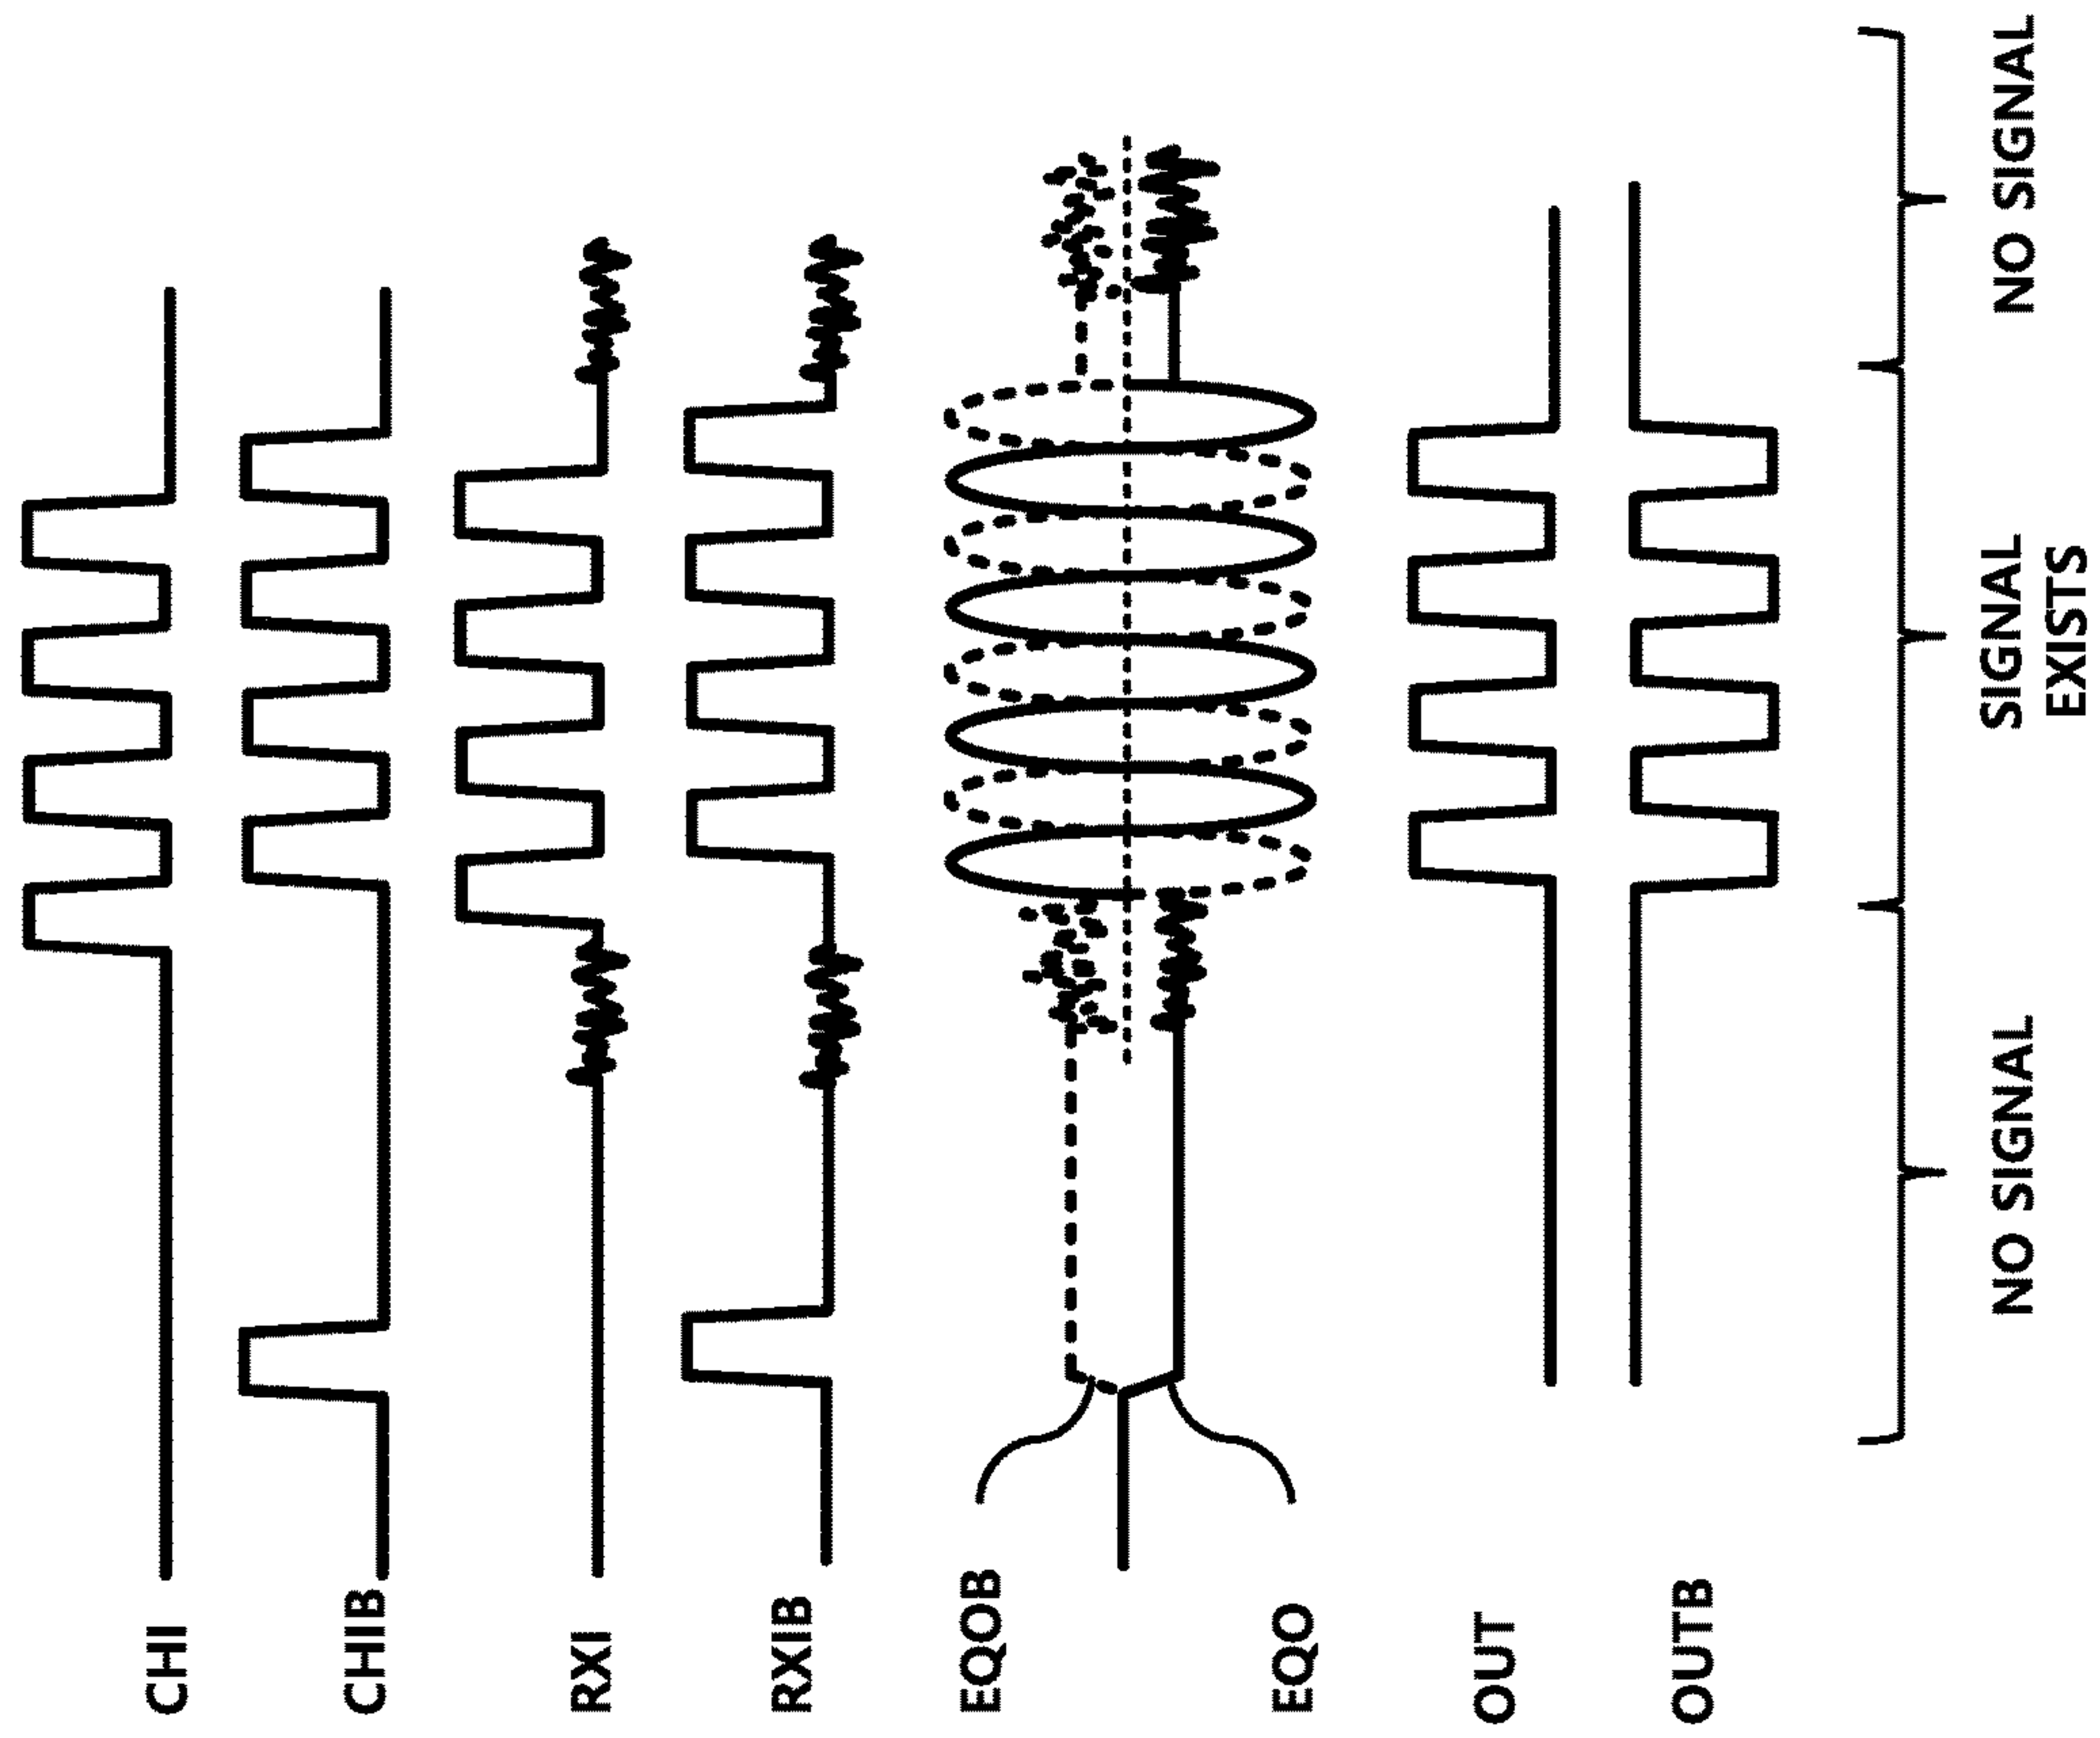 CHI
CHIB
RXI
RXIB
EQOB
EQO
OUT
OUTB
NO SIGNAL
SIGNAL
EXISTS
NO SIGNAL